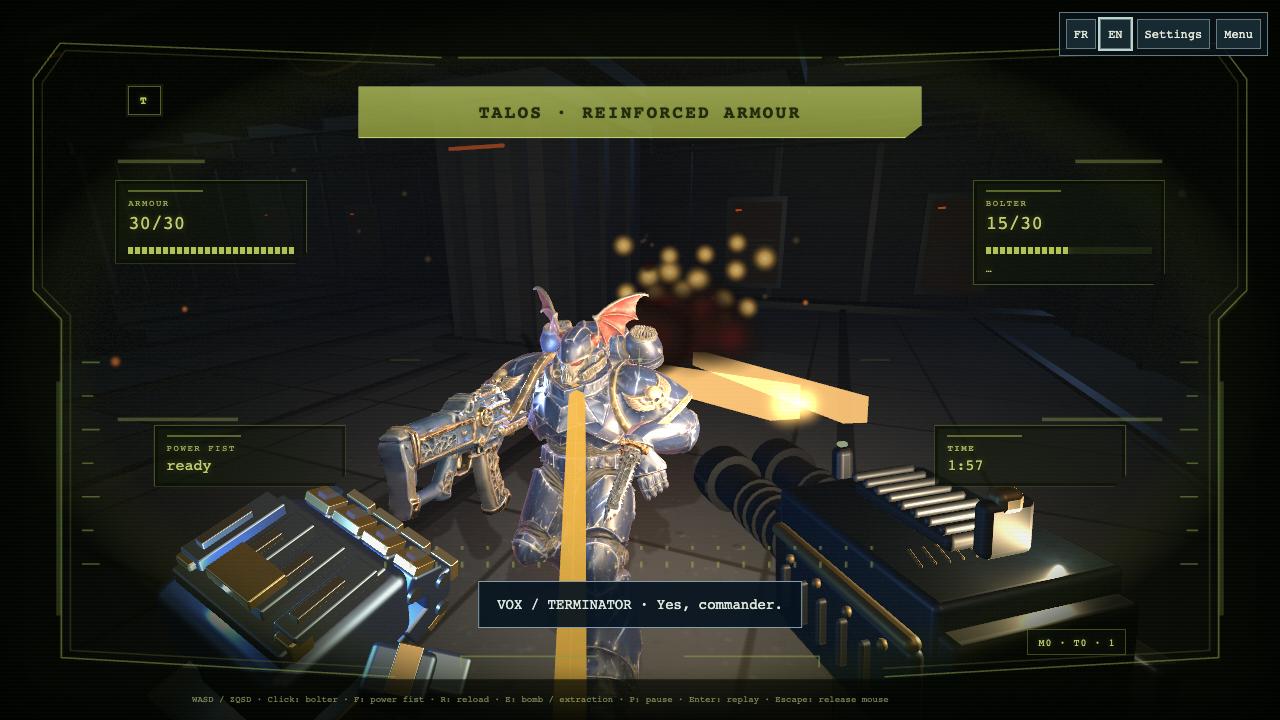 FR EN Settings Menu
T
TALOS · REINFORCED ARMOUR
ARMOUR
30/30
BOLTER
15/30
…
POWER FIST
ready
TIME
1:57
VOX / TERMINATOR · Yes, commander.
M0 · T0 · 1
WASD / ZQSD · Click: bolter · F: power fist · R: reload · E: bomb / extraction · P: pause · Enter: replay · Escape: release mouse